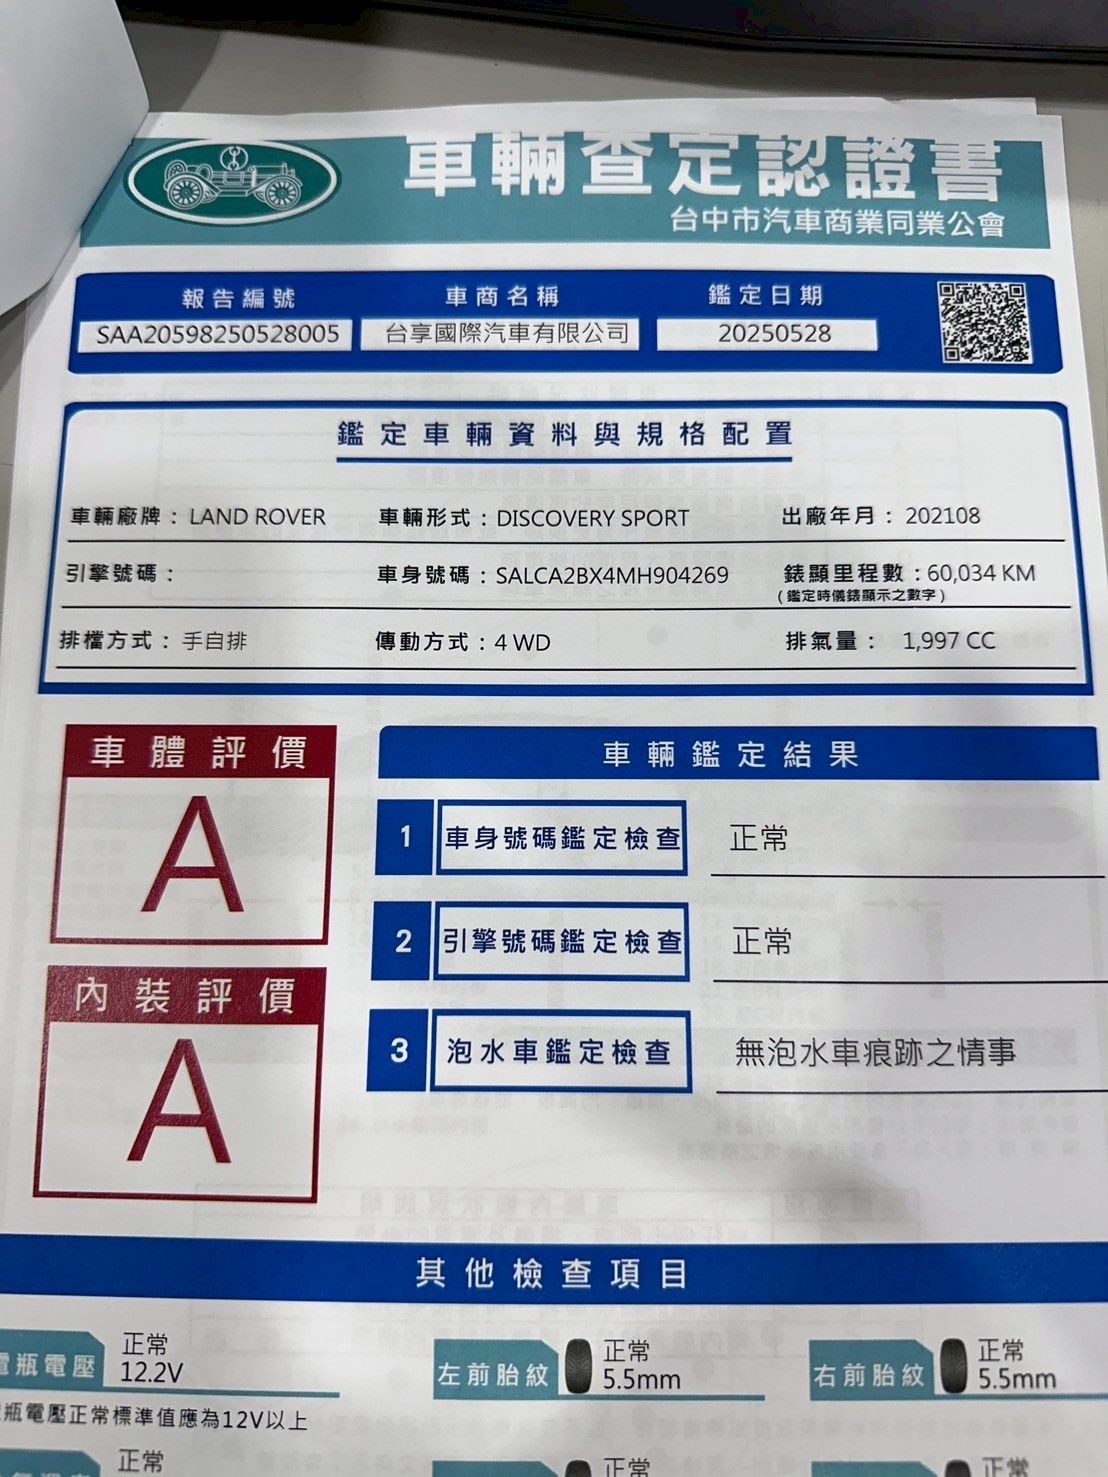 車輛查定認證書
台中市汽車商業同業公會
報告編號 車商名稱 鑑定日期
SAA20598250528005 台享國際汽車有限公司 20250528
鑑定車輛資料與規格配置
車輛廠牌：LAND ROVER 車輛形式：DISCOVERY SPORT 出廠年月：202108
引擎號碼： 車身號碼：SALCA2BX4MH904269 錶顯里程數：60,034 KM
（鑑定時儀錶顯示之數字）
排檔方式：手自排 傳動方式：4 WD 排氣量：1,997 CC
車體評價
A
內裝評價
A
車輛鑑定結果
1 車身號碼鑑定檢查 正常
2 引擎號碼鑑定檢查 正常
3 泡水車鑑定檢查 無泡水車痕跡之情事
其他檢查項目
電瓶電壓 正常 12.2V
左前胎紋 正常 5.5mm
右前胎紋 正常 5.5mm
瓶電壓正常標準值應為12V以上
正常 正常 正常